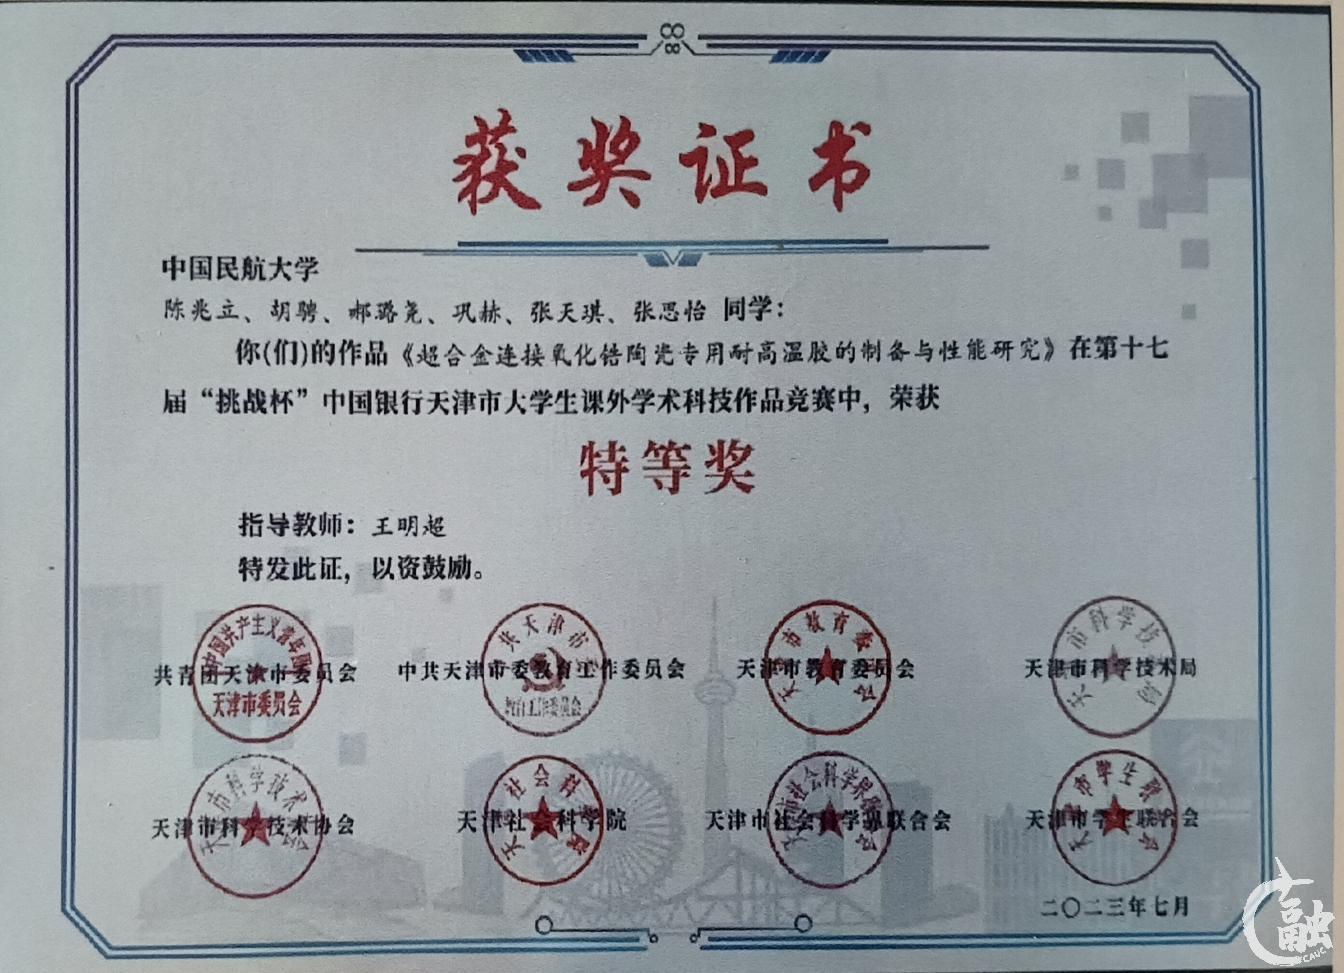 获奖证书
中国民航大学
陈兆立、胡骋、郝璐尧、巩赫、张天琪、张思怡 同学：
你(们)的作品《超合金连接氧化锆陶瓷专用耐高温胶的制备与性能研究》在第十七
届“挑战杯”中国银行天津市大学生课外学术科技作品竞赛中，荣获
特等奖
指导教师：王明超
特发此证，以资鼓励。
共青团天津市委员会 中共天津市委教育工作委员会 天津市教育委员会 天津市科学技术局
天津市科学技术协会 天津社会科学院 天津市社会科学界联合会 天津市学生联合会
二〇二三年七月
融
CAUC